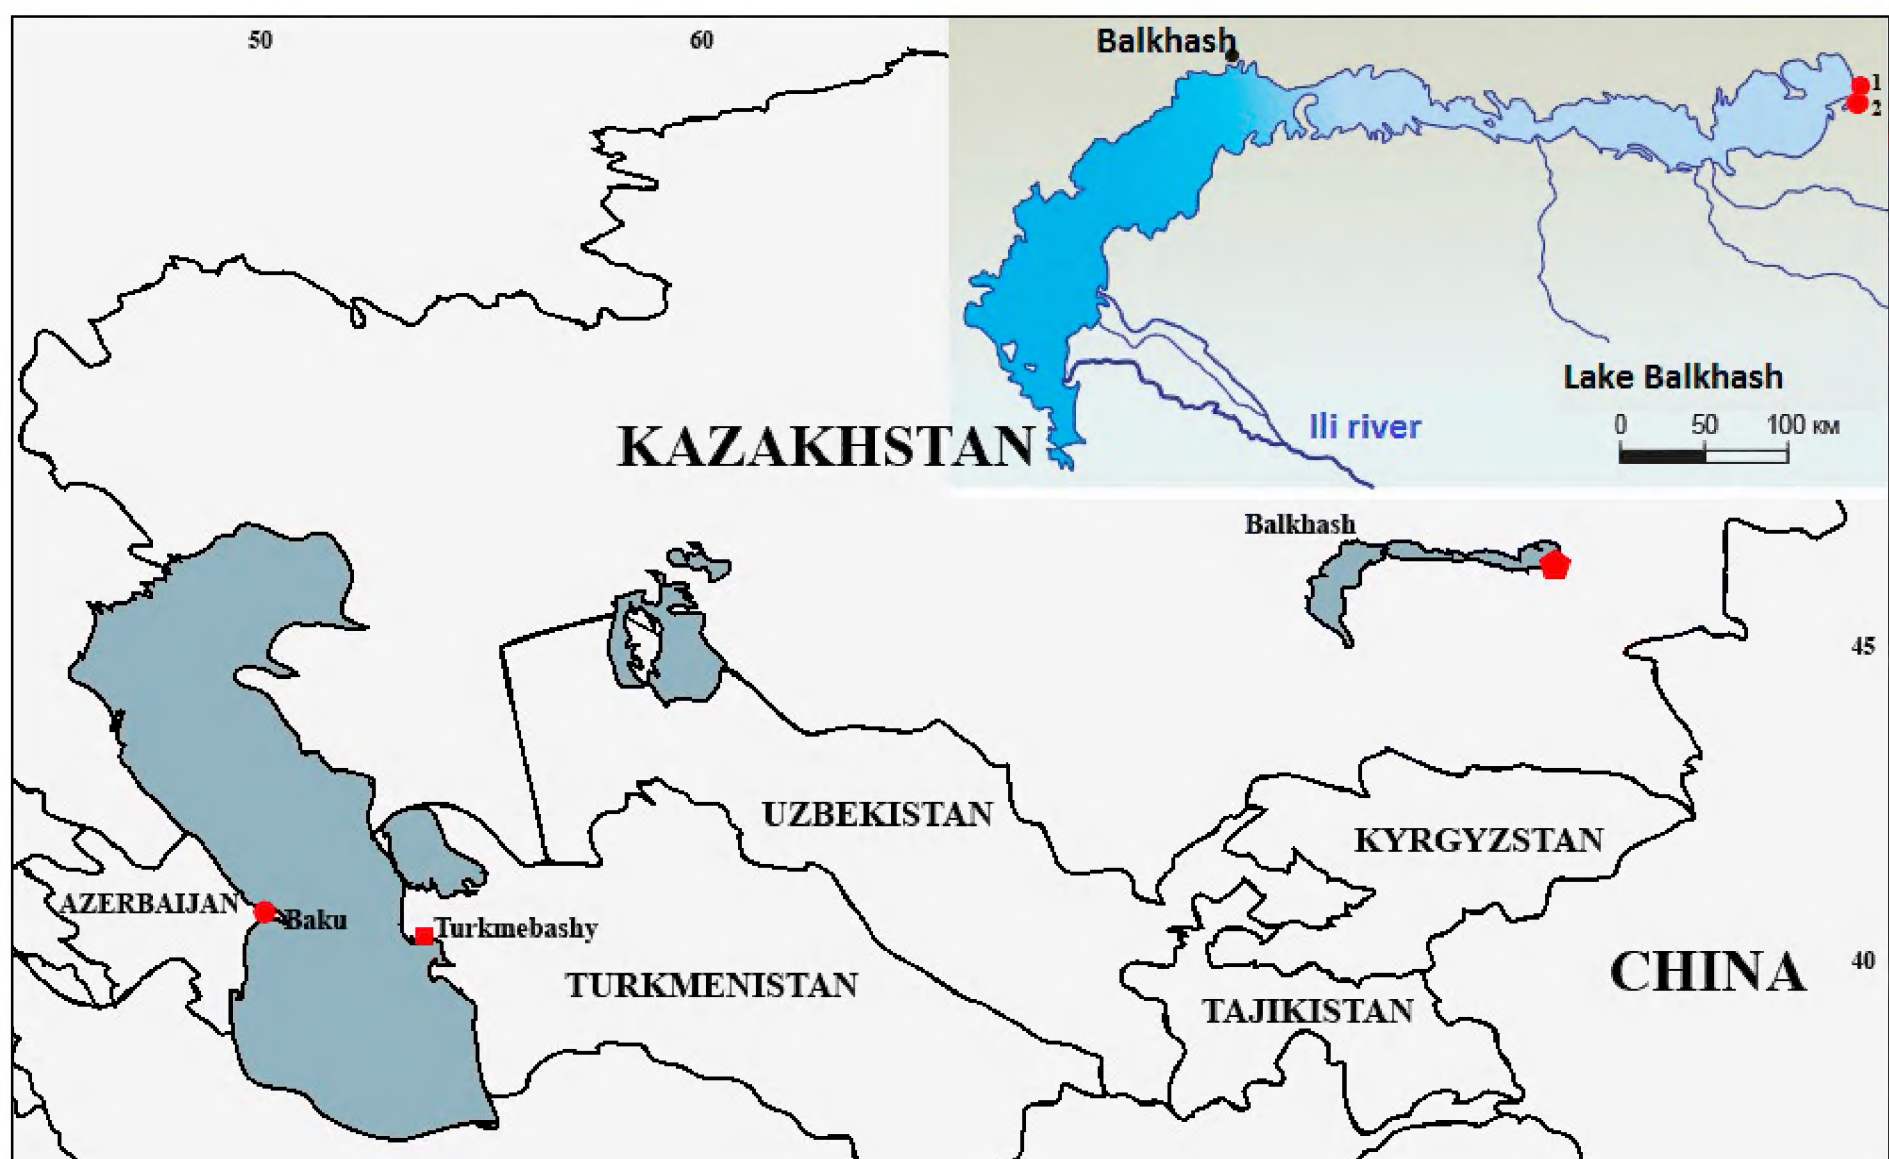 50
60
Balkhash
1
2
Lake Balkhash
0 50 100 км
Ili river
KAZAKHSTAN
Balkhash
45
UZBEKISTAN
KYRGYZSTAN
AZERBAIJAN
Baku
Turkmebashy
TURKMENISTAN
CHINA
40
TAJIKISTAN